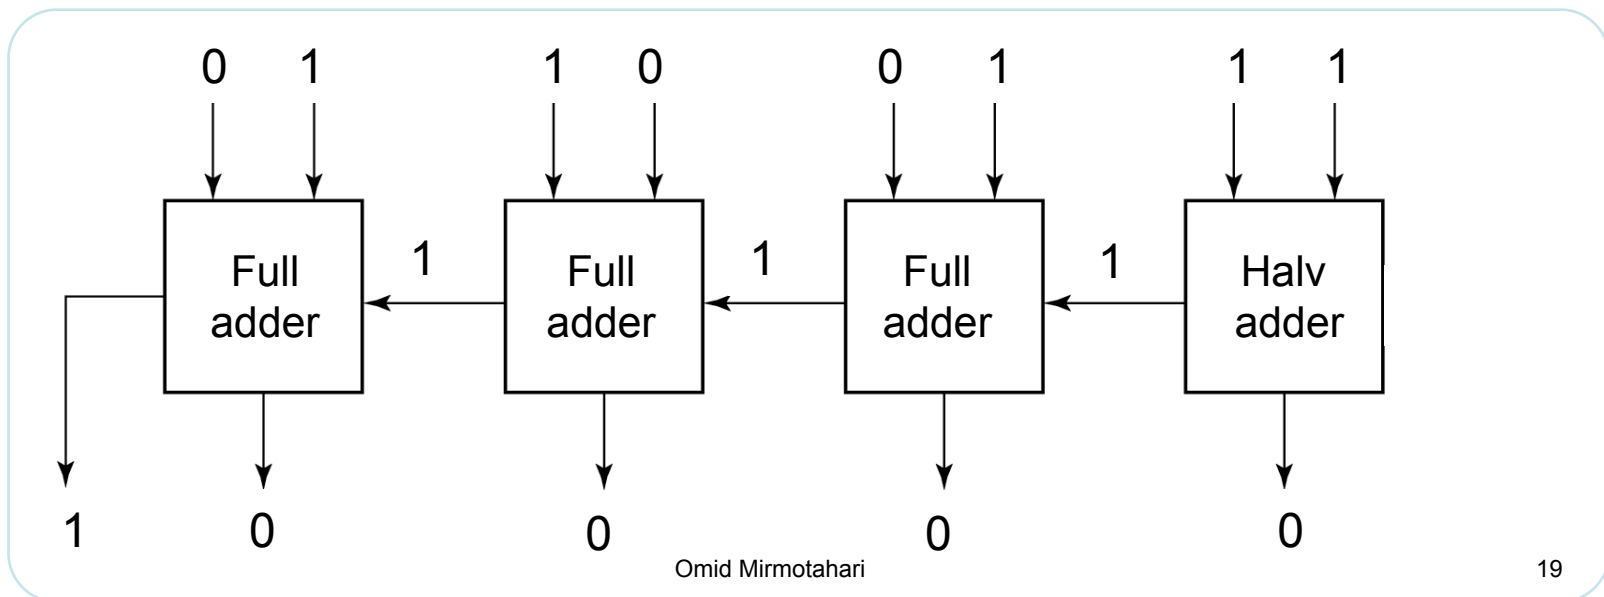 0 1 1 0 0 1 1 1
Full adder
1
Full adder
1
Full adder
1
Halv adder
1 0 0 0 0
Omid Mirmotahari
19